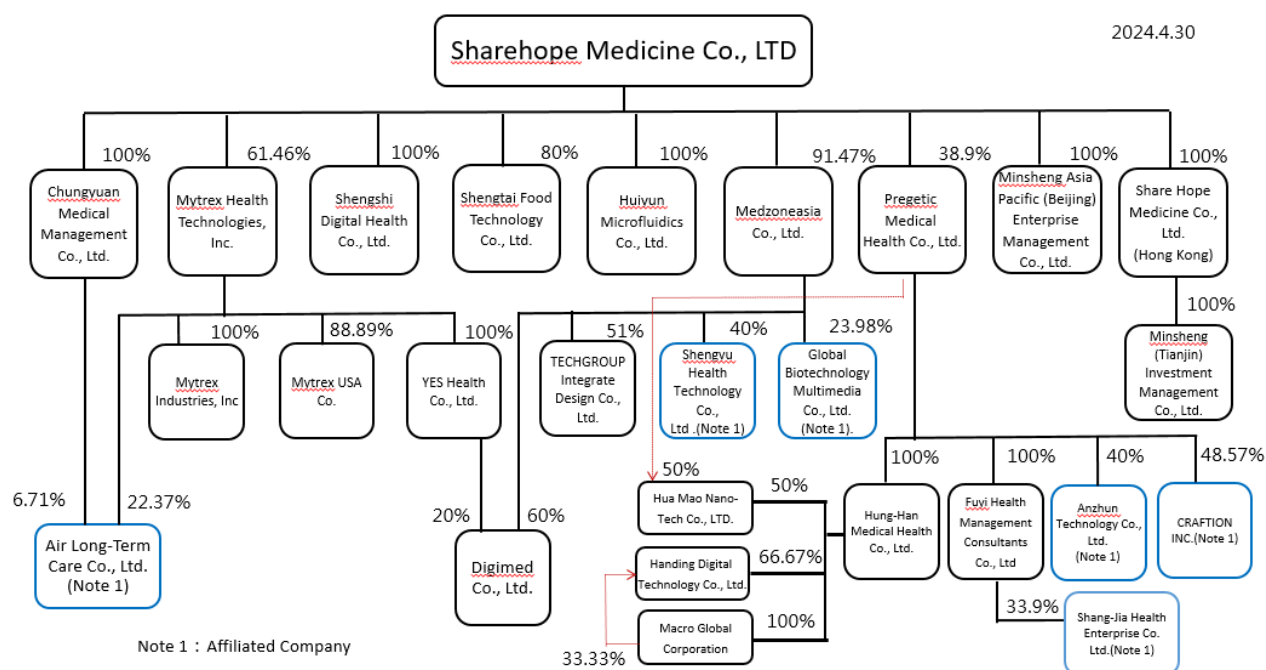 Sharehope Medicine Co., LTD
2024.4.30
100%
61.46%
100%
80%
100%
91.47%
38.9%
100%
100%
Chungyuan
Medical
Management
Co., Ltd.
Mytrex Health
Technologies,
Inc.
Shengshi
Digital Health
Co., Ltd.
Shengtai Food
Technology
Co., Ltd.
Huiyun
Microfluidics
Co., Ltd.
Medzoneasia
Co., Ltd.
Pregetic
Medical
Health Co., Ltd.
Minsheng Asia
Pacific (Beijing)
Enterprise
Management
Co., Ltd.
Share Hope
Medicine Co.,
Ltd.
(Hong Kong)
100%
88.89%
100%
51%
40%
23.98%
100%
Mytrex
Industries, Inc
Mytrex USA
Co.
YES Health
Co., Ltd.
TECHGROUP
Integrate
Design Co.,
Ltd.
Shengyu
Health
Technology
Co.,
Ltd .(Note 1)
Global
Biotechnology
Multimedia
Co., Ltd.
(Note 1).
Minsheng
(Tianjin)
Investment
Management
Co., Ltd.
6.71%
22.37%
20%
60%
50%
50%
100%
100%
40%
48.57%
Air Long-Term
Care Co., Ltd.
(Note 1)
Digimed
Co., Ltd.
Hua Mao Nano-
Tech Co., LTD.
66.67%
Handing Digital
Technology Co., Ltd.
100%
Macro Global
Corporation
33.33%
Hung-Han
Medical Health
Co., Ltd.
Fuyi Health
Management
Consultants
Co., Ltd
Anzhun
Technology Co.,
Ltd.
(Note 1)
CRAFTION
INC.(Note 1)
33.9%
Shang-Jia Health
Enterprise Co.
Ltd.(Note 1)
Note 1：Affiliated Company